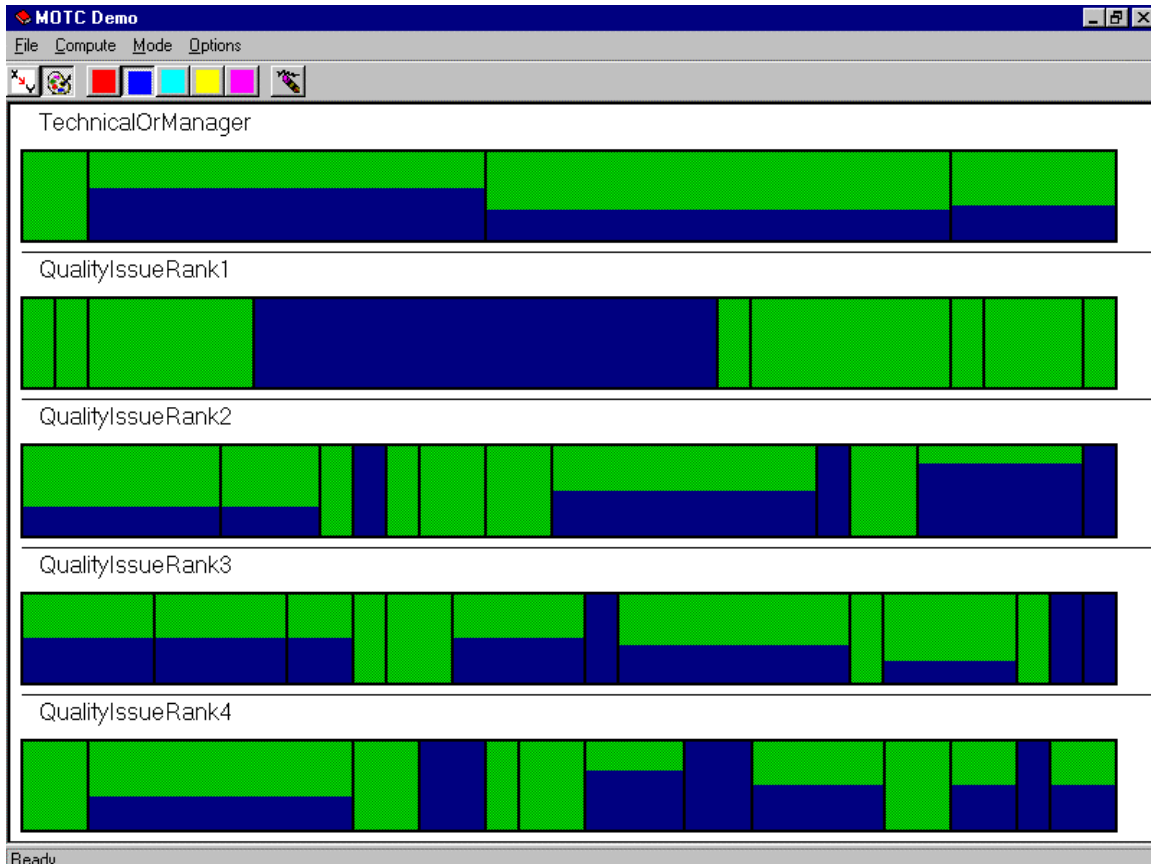 MOTC Demo
File Compute Mode Options
X Y
TechnicalOrManager
QualityIssueRank1
QualityIssueRank2
QualityIssueRank3
QualityIssueRank4
Ready